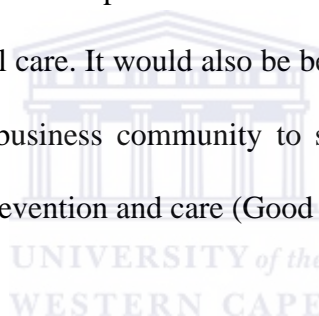 l care. It would also be be
business community to s
evention and care (Good
UNIVERSITY of the
WESTERN CAPE